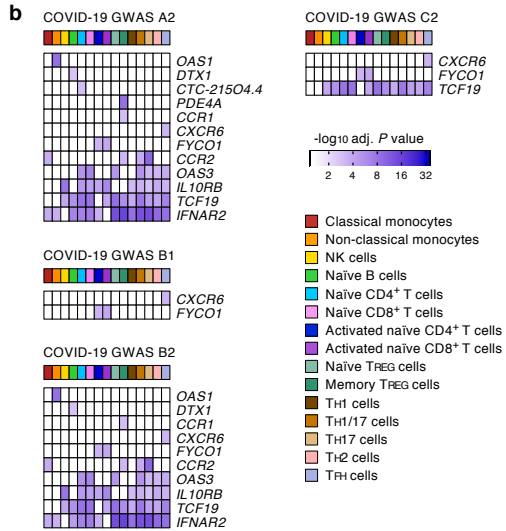 b
COVID-19 GWAS A2
OAS1
DTX1
CTC-215O4.4
PDE4A
CCR1
CXCR6
FYCO1
CCR2
OAS3
IL10RB
TCF19
IFNAR2
COVID-19 GWAS B1
CXCR6
FYCO1
COVID-19 GWAS B2
OAS1
DTX1
CCR1
CXCR6
FYCO1
CCR2
OAS3
IL10RB
TCF19
IFNAR2
COVID-19 GWAS C2
CXCR6
FYCO1
TCF19
-log10 adj. P value
2 4 8 16 32
Classical monocytes
Non-classical monocytes
NK cells
Naïve B cells
Naïve CD4+ T cells
Naïve CD8+ T cells
Activated naïve CD4+ T cells
Activated naïve CD8+ T cells
Naïve TREG cells
Memory TREG cells
TH1 cells
TH1/17 cells
TH17 cells
TH2 cells
TFH cells